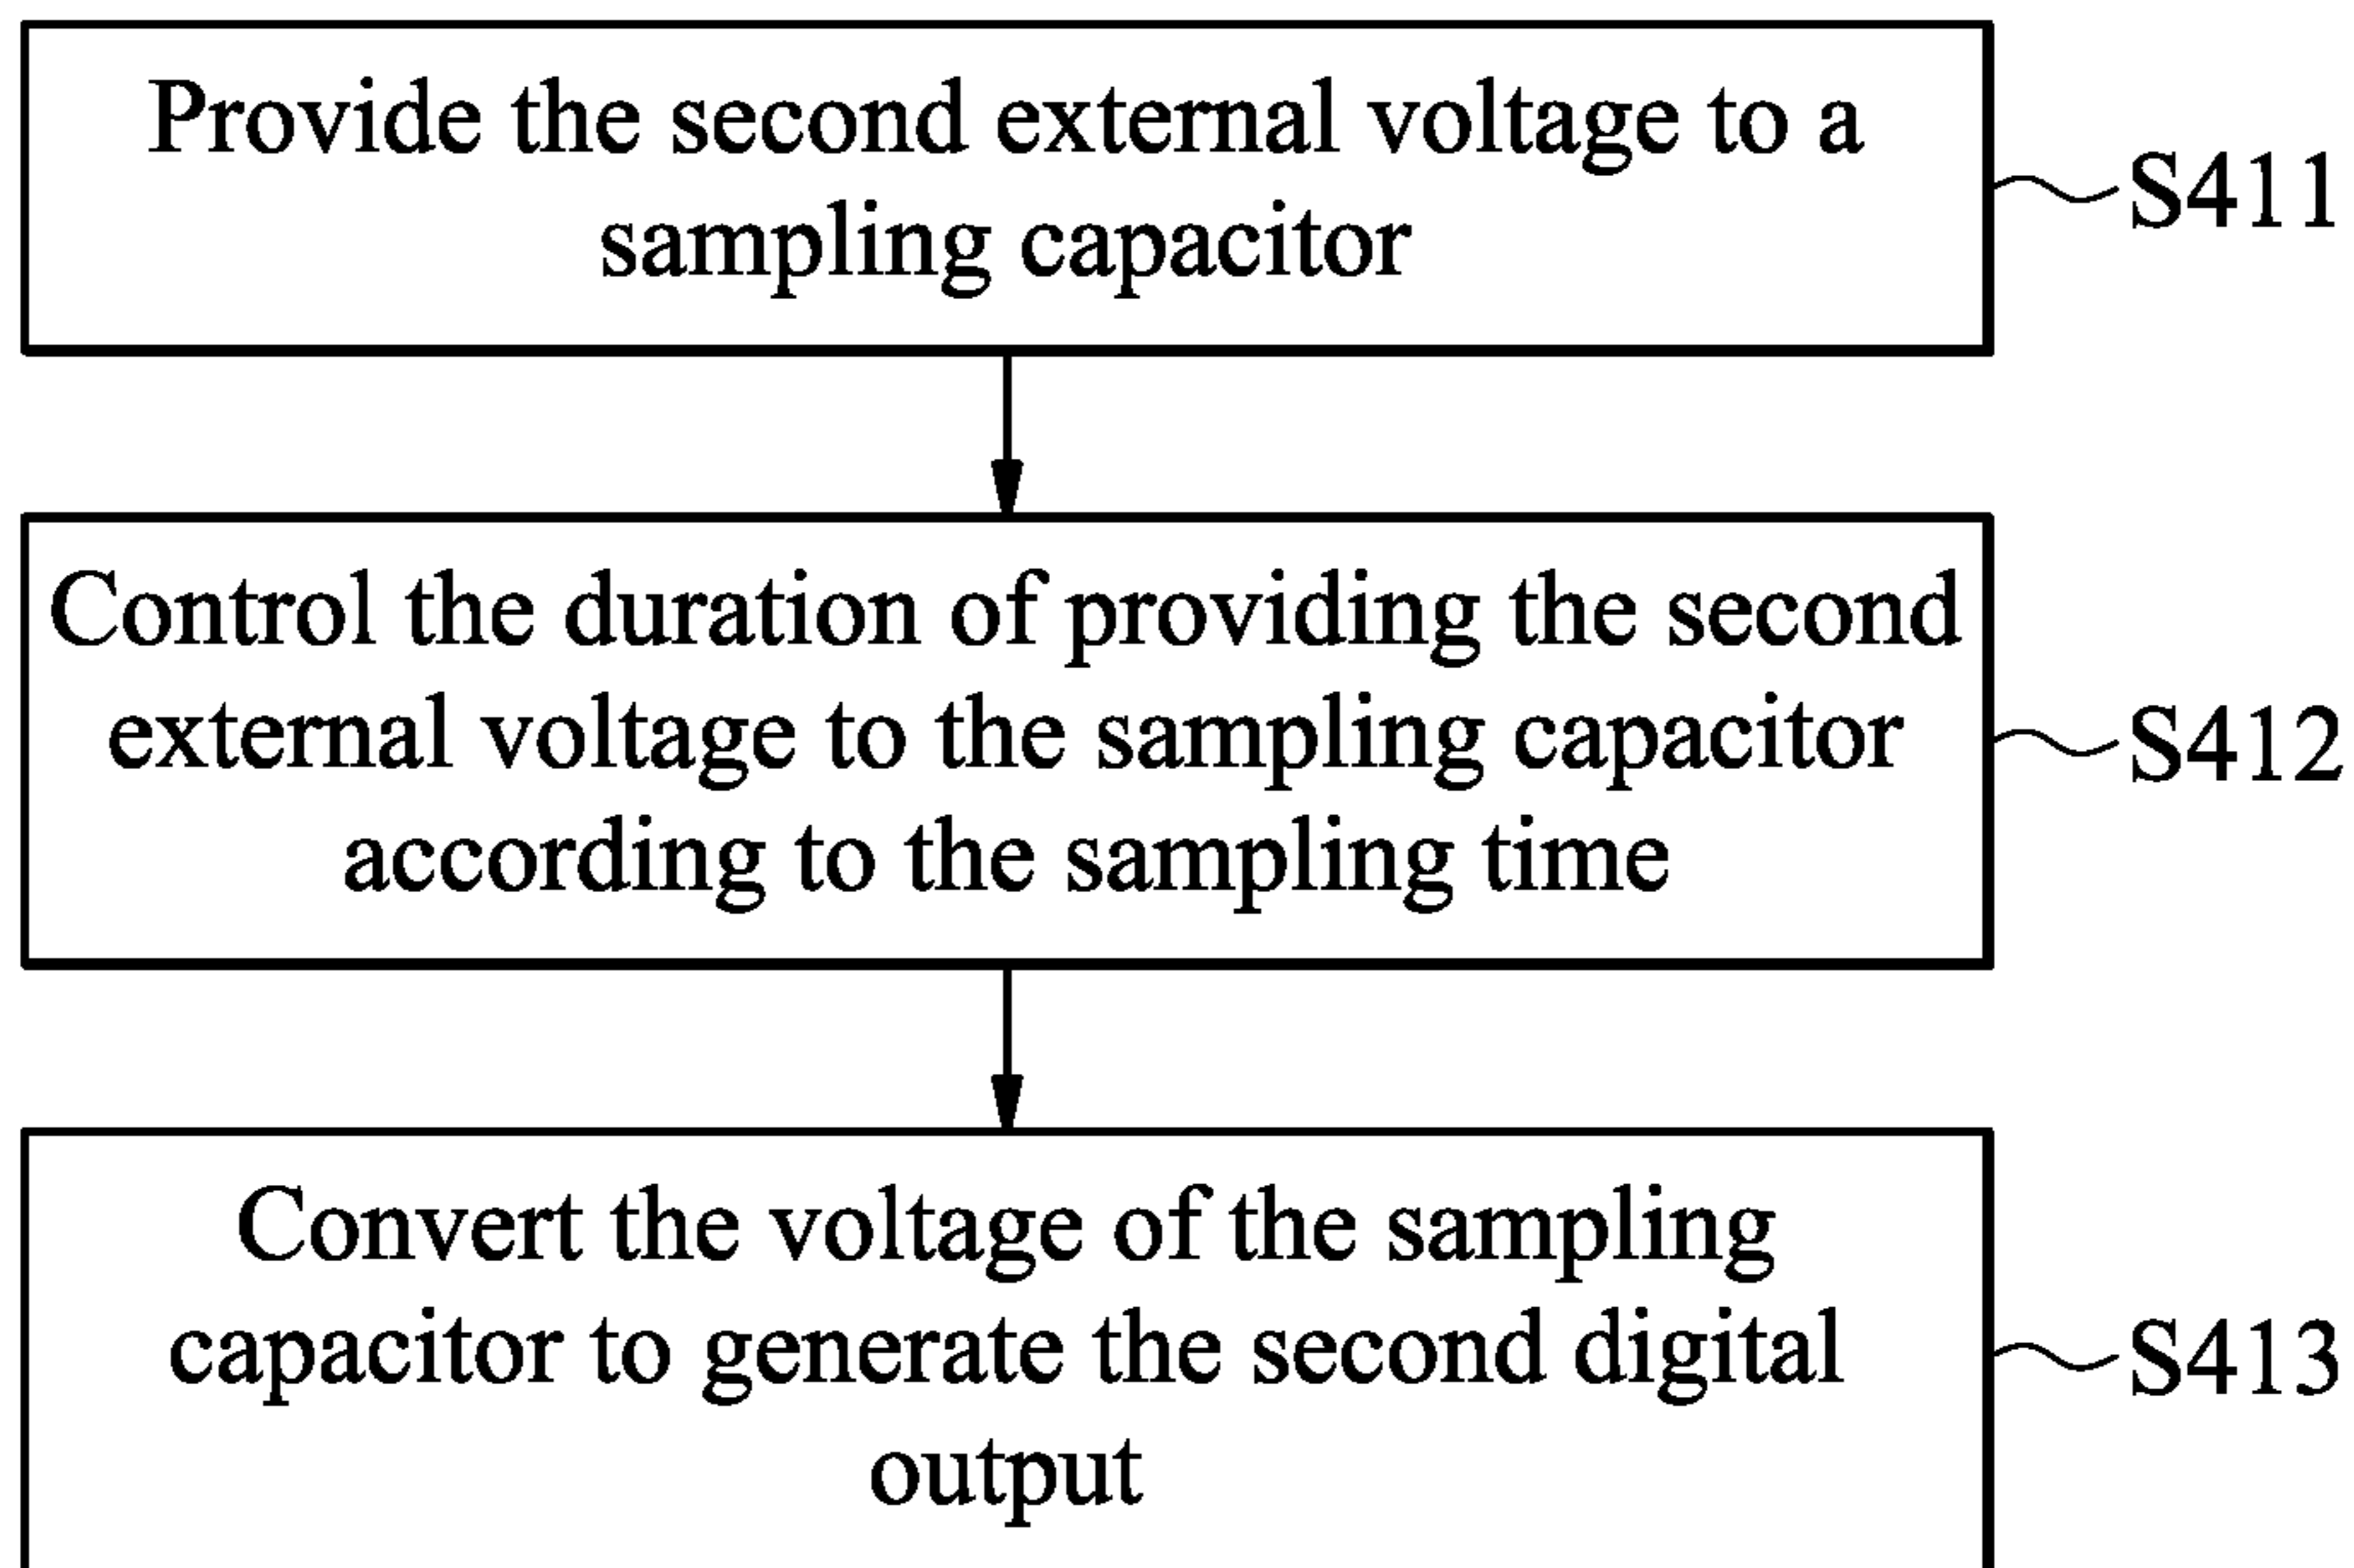 Provide the second external voltage to a
sampling capacitor
S411
Control the duration of providing the second
external voltage to the sampling capacitor
according to the sampling time
S412
Convert the voltage of the sampling
capacitor to generate the second digital
output
S413